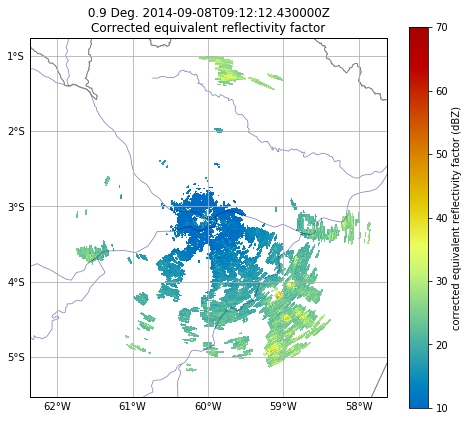 0.9 Deg. 2014-09-08T09:12:12.430000Z
Corrected equivalent reflectivity factor
1°S
2°S
3°S
4°S
5°S
62°W
61°W
60°W
59°W
58°W
70
60
50
40
30
20
10
corrected equivalent reflectivity factor (dBZ)